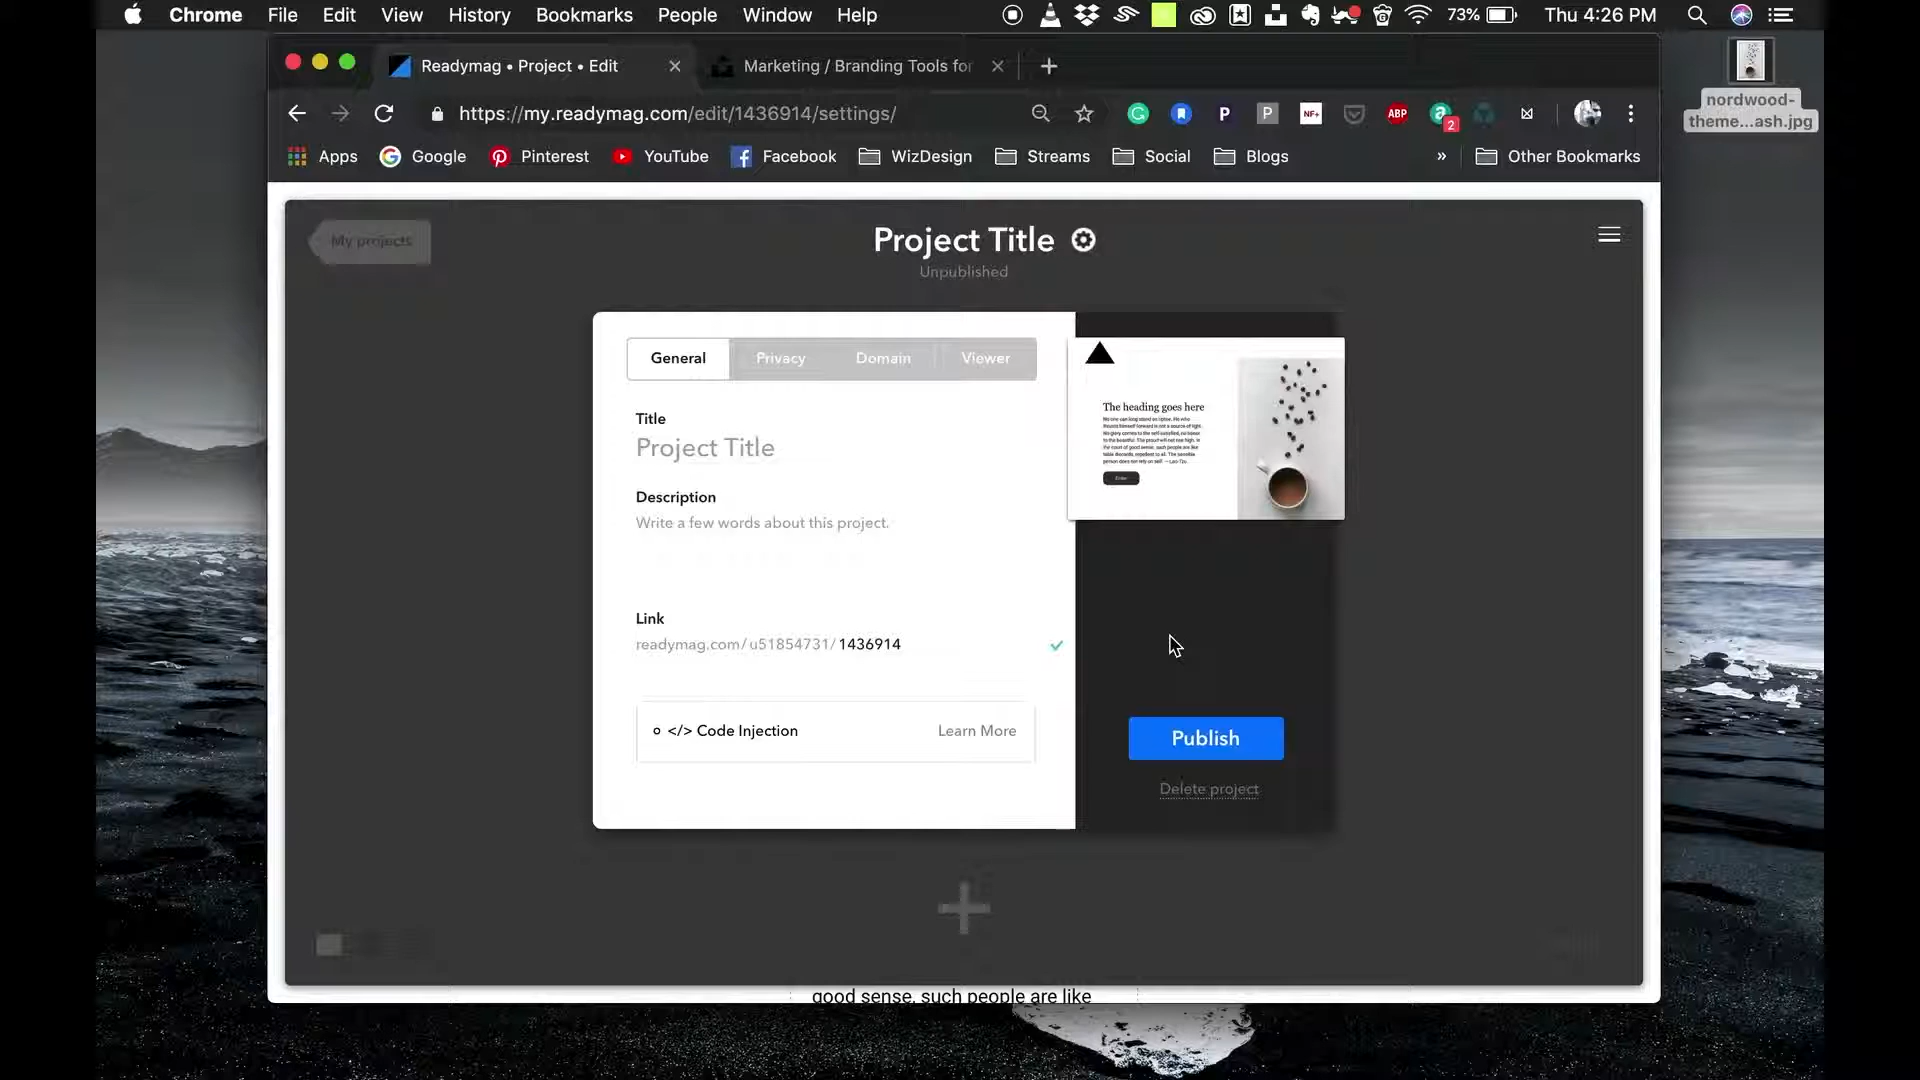 Chrome File Edit View History Bookmarks People Window Help 73% Thu 4:26 PM
Readymag • Project • Edit Marketing / Branding Tools for
https://my.readymag.com/edit/1436914/settings/
P P NF+ ABP 2
Apps Google Pinterest YouTube Facebook WizDesign Streams Social Blogs » Other Bookmarks
nordwood-
theme...ash.jpg
My projects
Project Title
Unpublished
General Privacy Domain Viewer
Title
Project Title
Description
Write a few words about this project.
Link
readymag.com/u51854731/1436914
</> Code Injection Learn More
The heading goes here
Publish
Delete project
good sense, such people are like